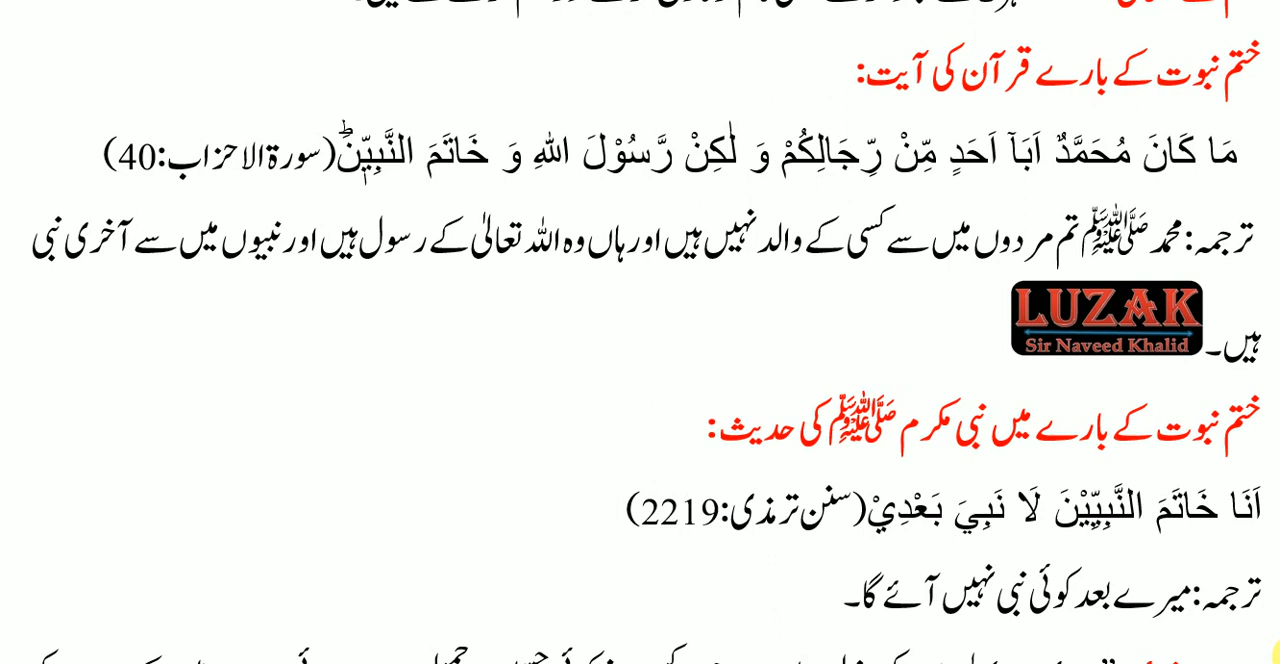 ختم نبوت کے بارے قرآن کی آیت:
مَا كَانَ مُحَمَّدٌ اَبَآ اَحَدٍ مِّنْ رِّجَالِكُمْ وَ لٰكِنْ رَّسُوْلَ اللهِ وَ خَاتَمَ النَّبِيّٖنَؕ(سورۃ الاحزاب:40)
ترجمہ:محمد ﷺ تم مردوں میں سے کسی کے والد نہیں ہیں اور ہاں وہ اللہ تعالیٰ کے رسول ہیں اور نبیوں میں سے آخری نبی
ہیں۔
LUZAK
Sir Naveed Khalid
ختم نبوت کے بارے میں نبی مکرم ﷺ کی حدیث:
اَنَا خَاتَمَ النَّبِيِّيْنَ لَا نَبِيَ بَعْدِيْ(سنن ترمذی:2219)
ترجمہ:میرے بعد کوئی نبی نہیں آئے گا۔